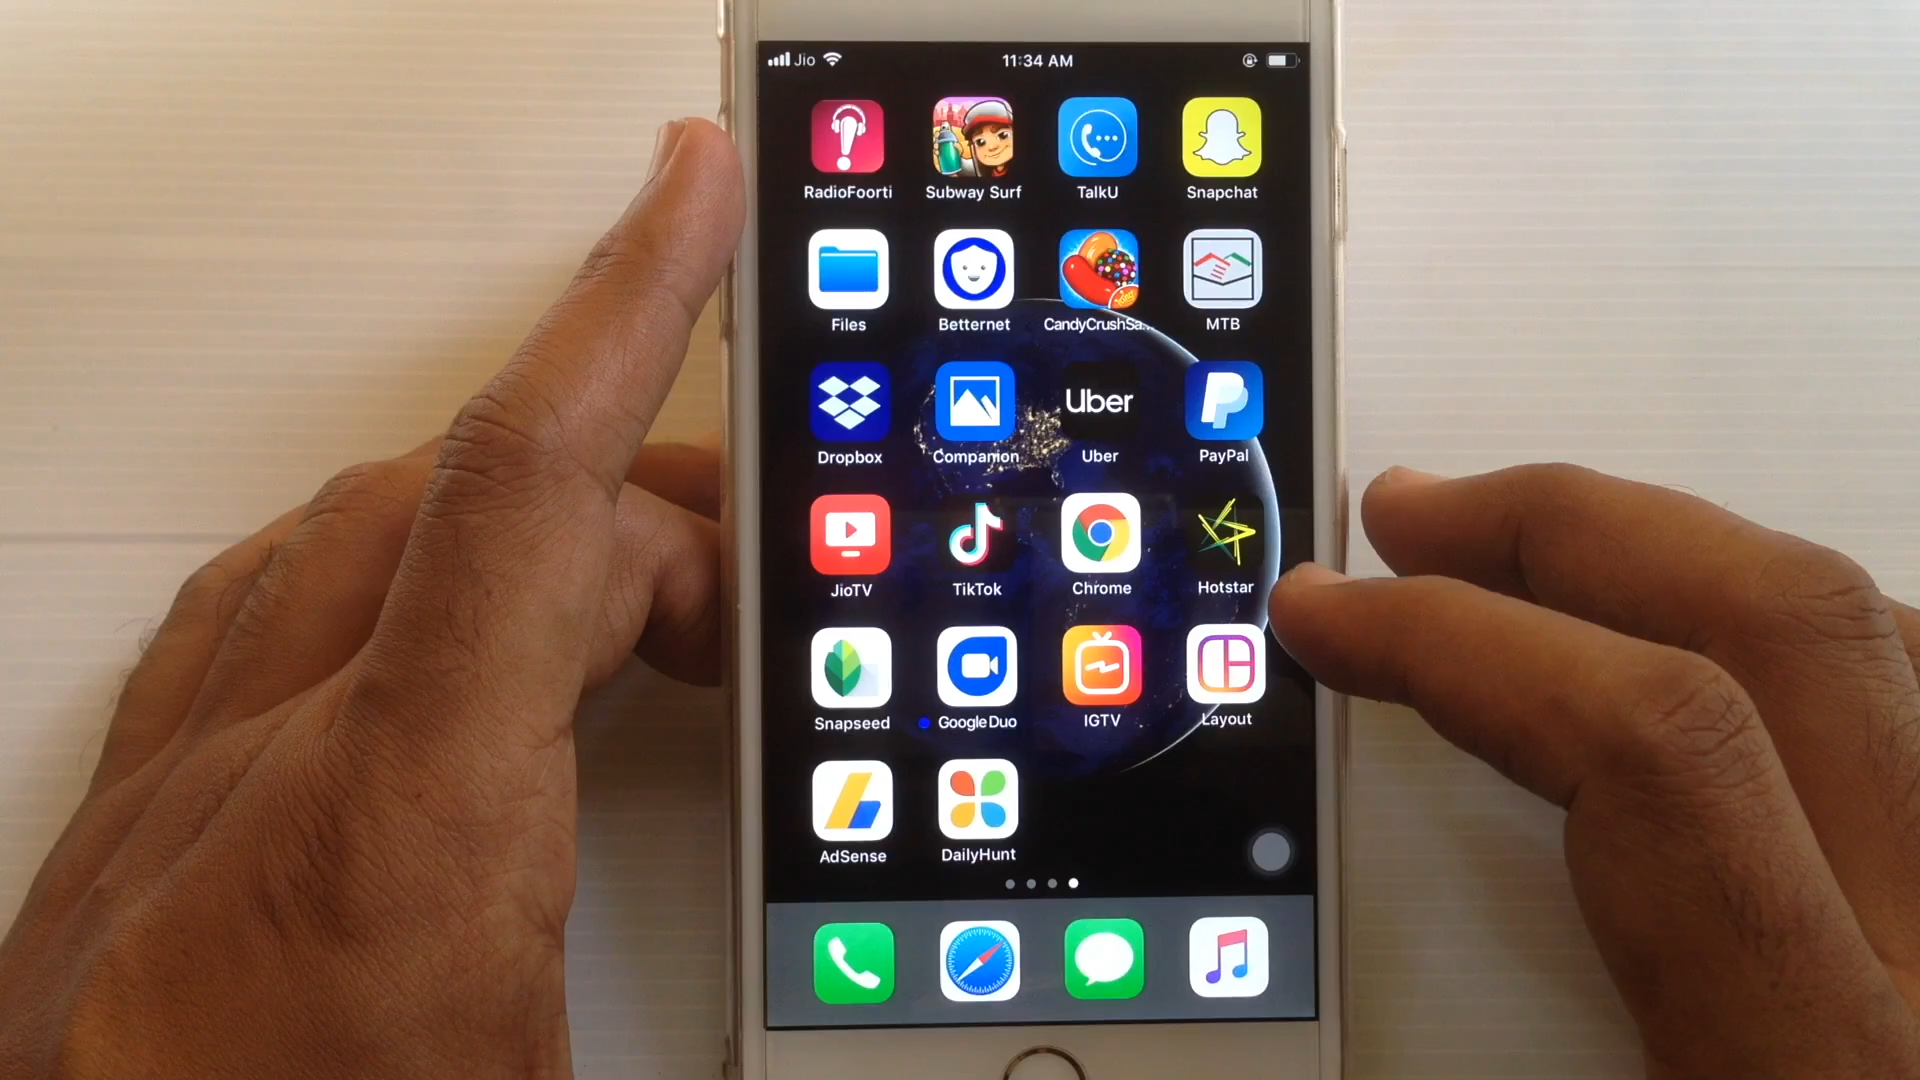 Jio 11:34 AM
RadioFoorti Subway Surf TalkU Snapchat
Files Betternet CandyCrushSa... MTB
Uber
Dropbox Companion Uber PayPal
JioTV TikTok Chrome Hotstar
Snapseed Google Duo IGTV Layout
AdSense DailyHunt